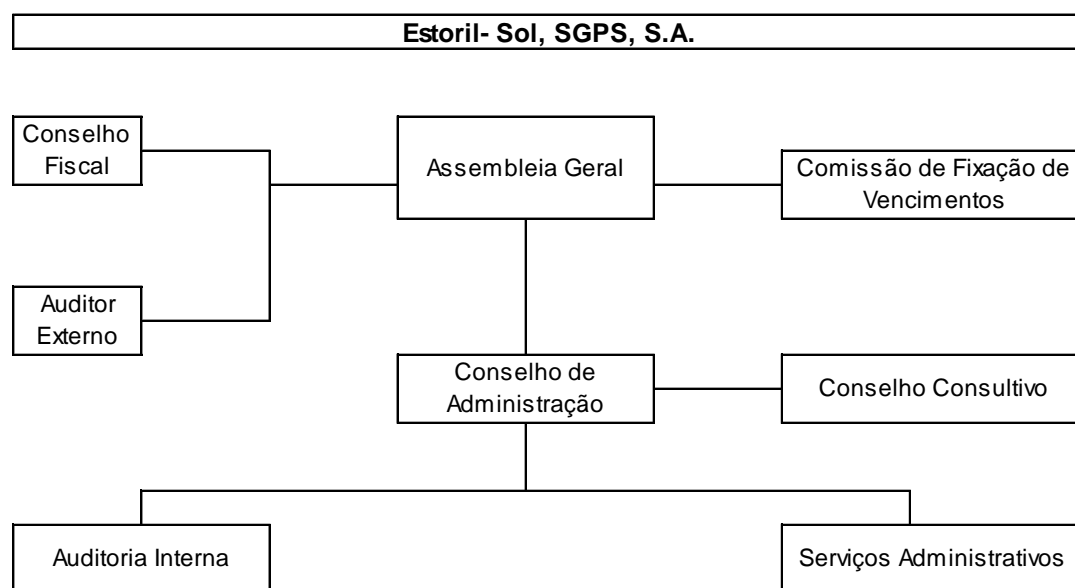 Estoril- Sol, SGPS, S.A.
Conselho
Fiscal
Assembleia Geral
Comissão de Fixação de
Vencimentos
Auditor
Externo
Conselho de
Administração
Conselho Consultivo
Auditoria Interna
Serviços Administrativos